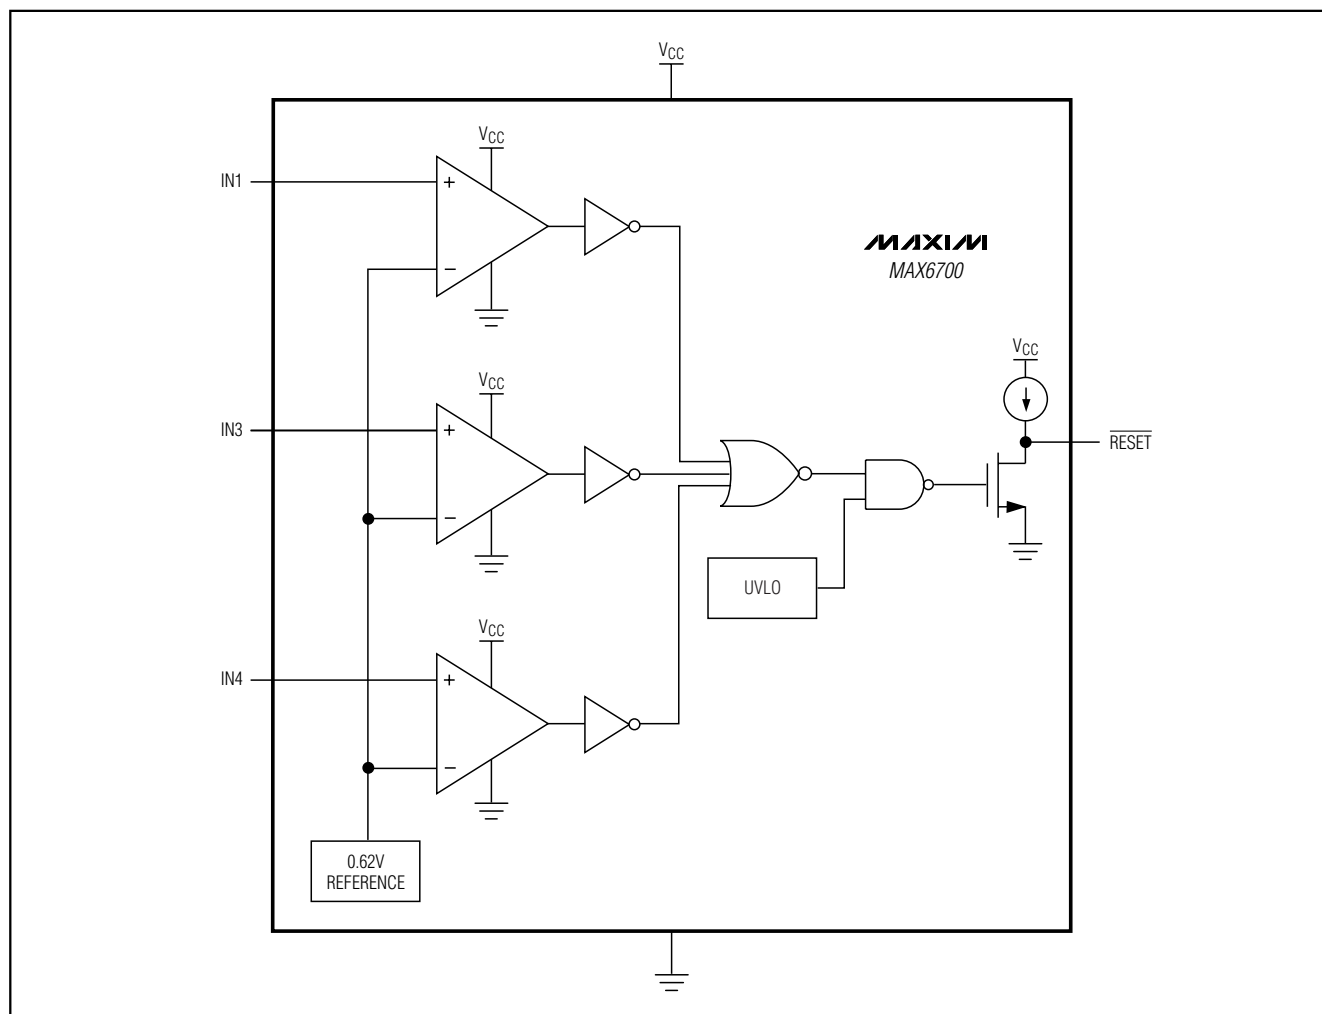 VCC
VCC
IN1
+
−
MAXIM
MAX6700
VCC
VCC
IN3
+
−
RESET
UVLO
VCC
IN4
+
−
0.62V
REFERENCE